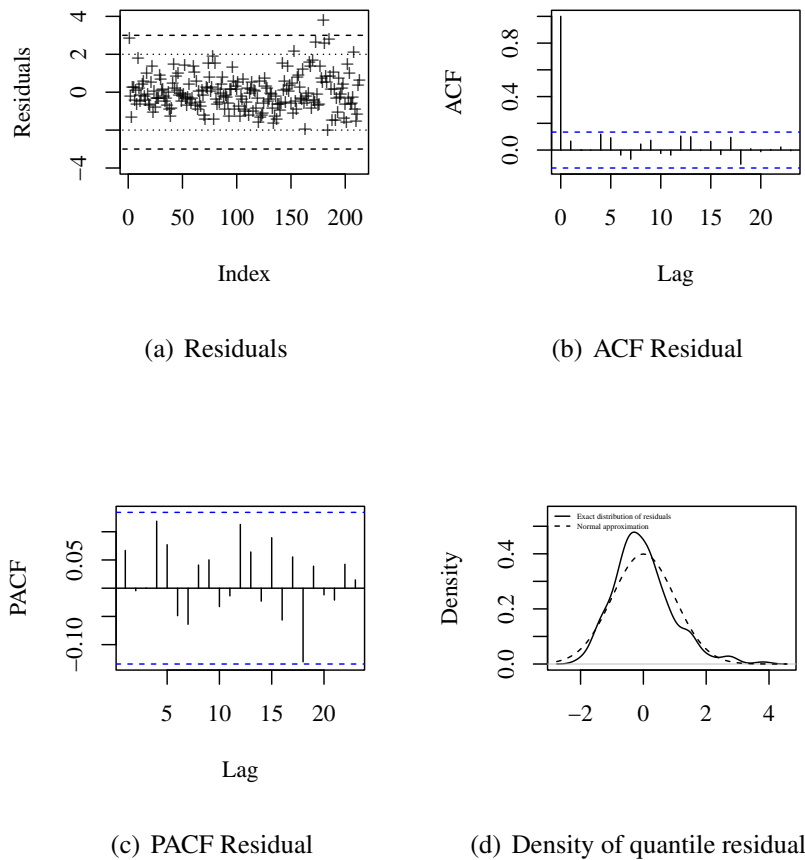 Residuals
4
2
0
−4
0 50 100 150 200
Index
(a) Residuals
ACF
0.8
0.4
0.0
0 5 10 15 20
Lag
(b) ACF Residual
PACF
0.05
−0.10
5 10 15 20
Lag
(c) PACF Residual
Density
0.4
0.2
0.0
Exact distribution of residuals
Normal approximation
−2 0 2 4
(d) Density of quantile residual